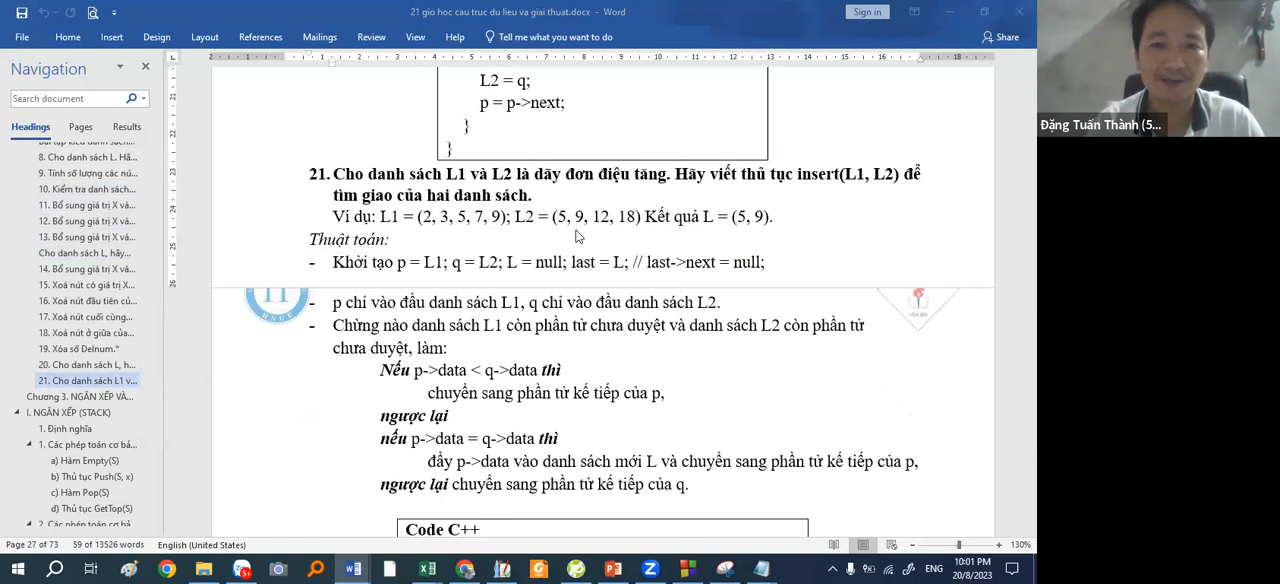 21 gio hoc cau truc du lieu va giai thuat.docx - Word
Sign in
File Home Insert Design Layout References Mailings Review View Help Tell me what you want to do
Share
Đặng Tuấn Thành (5...
Navigation
Search document
Headings Pages Results
8. Cho danh sách L. Hã...
9. Tính số lượng các nú...
10. Kiểm tra danh sách...
11. Bổ sung giá trị X và...
12. Bổ sung giá trị X và...
13. Bổ sung giá trị X và...
Cho danh sách L, hãy...
14. Bổ sung giá trị X và...
15. Xoá nút có giá trị X...
16. Xoá nút đầu tiên củ...
17. Xoá nút cuối cùng...
18. Xoá nút ở giữa của...
19. Xóa số Delnum.*
20. Cho danh sách L, h...
21. Cho danh sách L1 v...
Chương 3. NGĂN XẾP VÀ...
I. NGĂN XẾP (STACK)
1. Định nghĩa
1. Các phép toán cơ bả...
a) Hàm Empty(S)
b) Thủ tục Push(S, x)
c) Hàm Pop(S)
d) Thủ tục GetTop(S)
2. Các phép toán cơ bả...
L2 = q;
p = p->next;
}
}
21. Cho danh sách L1 và L2 là dãy đơn điệu tăng. Hãy viết thủ tục insert(L1, L2) để
tìm giao của hai danh sách.
Ví dụ: L1 = (2, 3, 5, 7, 9); L2 = (5, 9, 12, 18) Kết quả L = (5, 9).
Thuật toán:
- Khởi tạo p = L1; q = L2; L = null; last = L; // last->next = null;
HNUE
- p chỉ vào đầu danh sách L1, q chỉ vào đầu danh sách L2.
- Chừng nào danh sách L1 còn phần tử chưa duyệt và danh sách L2 còn phần tử
chưa duyệt, làm:
Nếu p->data < q->data thì
chuyển sang phần tử kế tiếp của p,
ngược lại
nếu p->data = q->data thì
đẩy p->data vào danh sách mới L và chuyển sang phần tử kế tiếp của p,
ngược lại chuyển sang phần tử kế tiếp của q.
Code C++
Page 27 of 73 59 of 13526 words English (United States)
130%
ENG
10:01 PM
20/8/2023